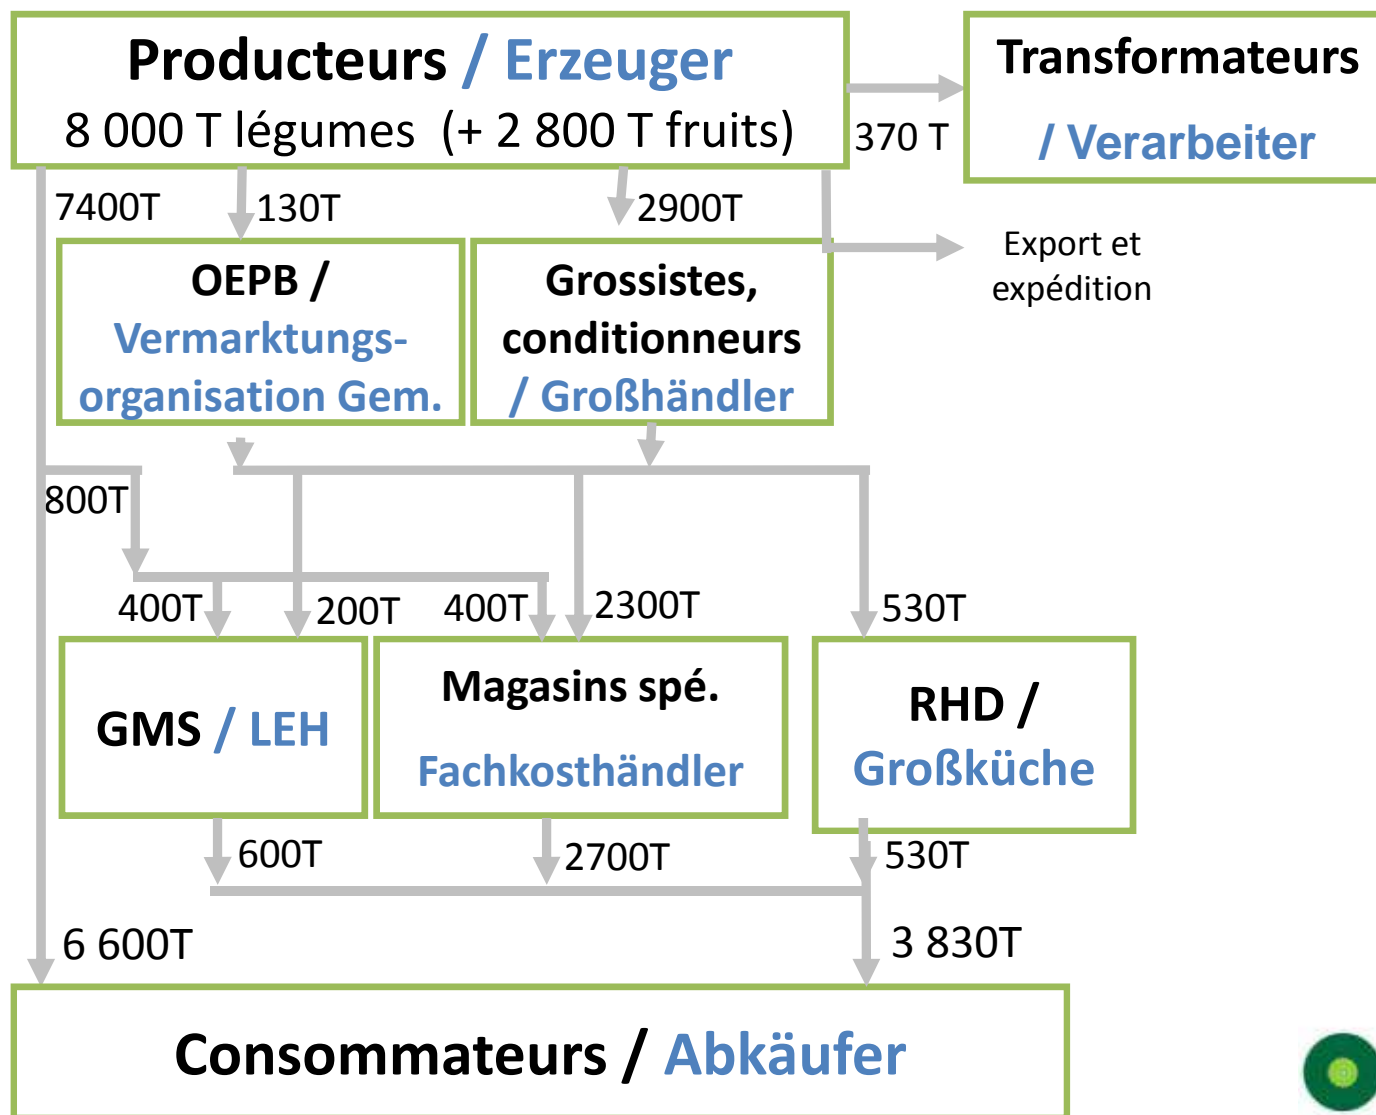 Producteurs / Erzeuger
8 000 T légumes  (+ 2 800 T fruits)
370 T
Transformateurs
/ Verarbeiter
7400T
130T
2900T
Export et
expédition
OEPB /
Vermarktungs-
organisation Gem.
Grossistes,
conditionneurs
/ Großhändler
800T
400T
200T
400T
2300T
530T
GMS / LEH
Magasins spé.
Fachkosthändler
RHD /
Großküche
600T
2700T
530T
6 600T
3 830T
Consommateurs / Abkäufer